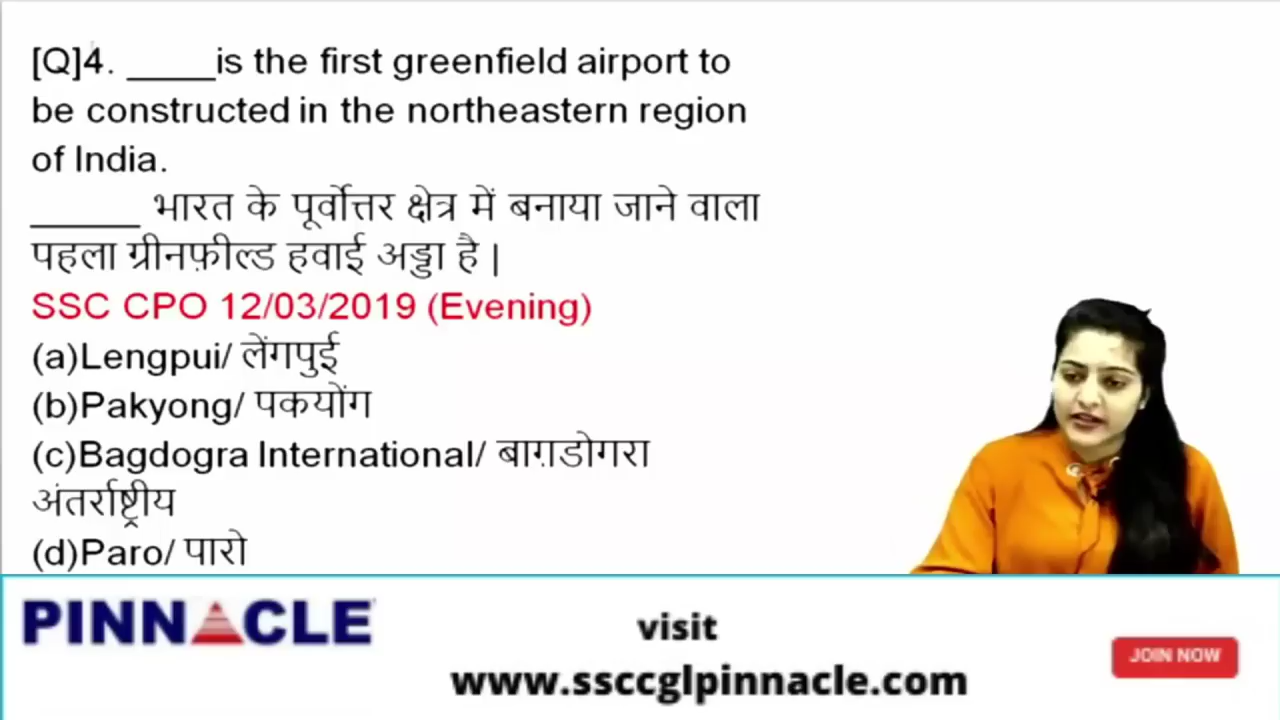 [Q]4. _____is the first greenfield airport to
be constructed in the northeastern region
of India.
______ भारत के पूर्वोत्तर क्षेत्र में बनाया जाने वाला
पहला ग्रीनफ़ील्ड हवाई अड्डा है |
SSC CPO 12/03/2019 (Evening)
(a)Lengpui/ लेंगपुई
(b)Pakyong/ पकयोंग
(c)Bagdogra International/ बाग़डोगरा
अंतर्राष्ट्रीय
(d)Paro/ पारो
PINNACLE
visit
www.ssccglpinnacle.com
JOIN NOW